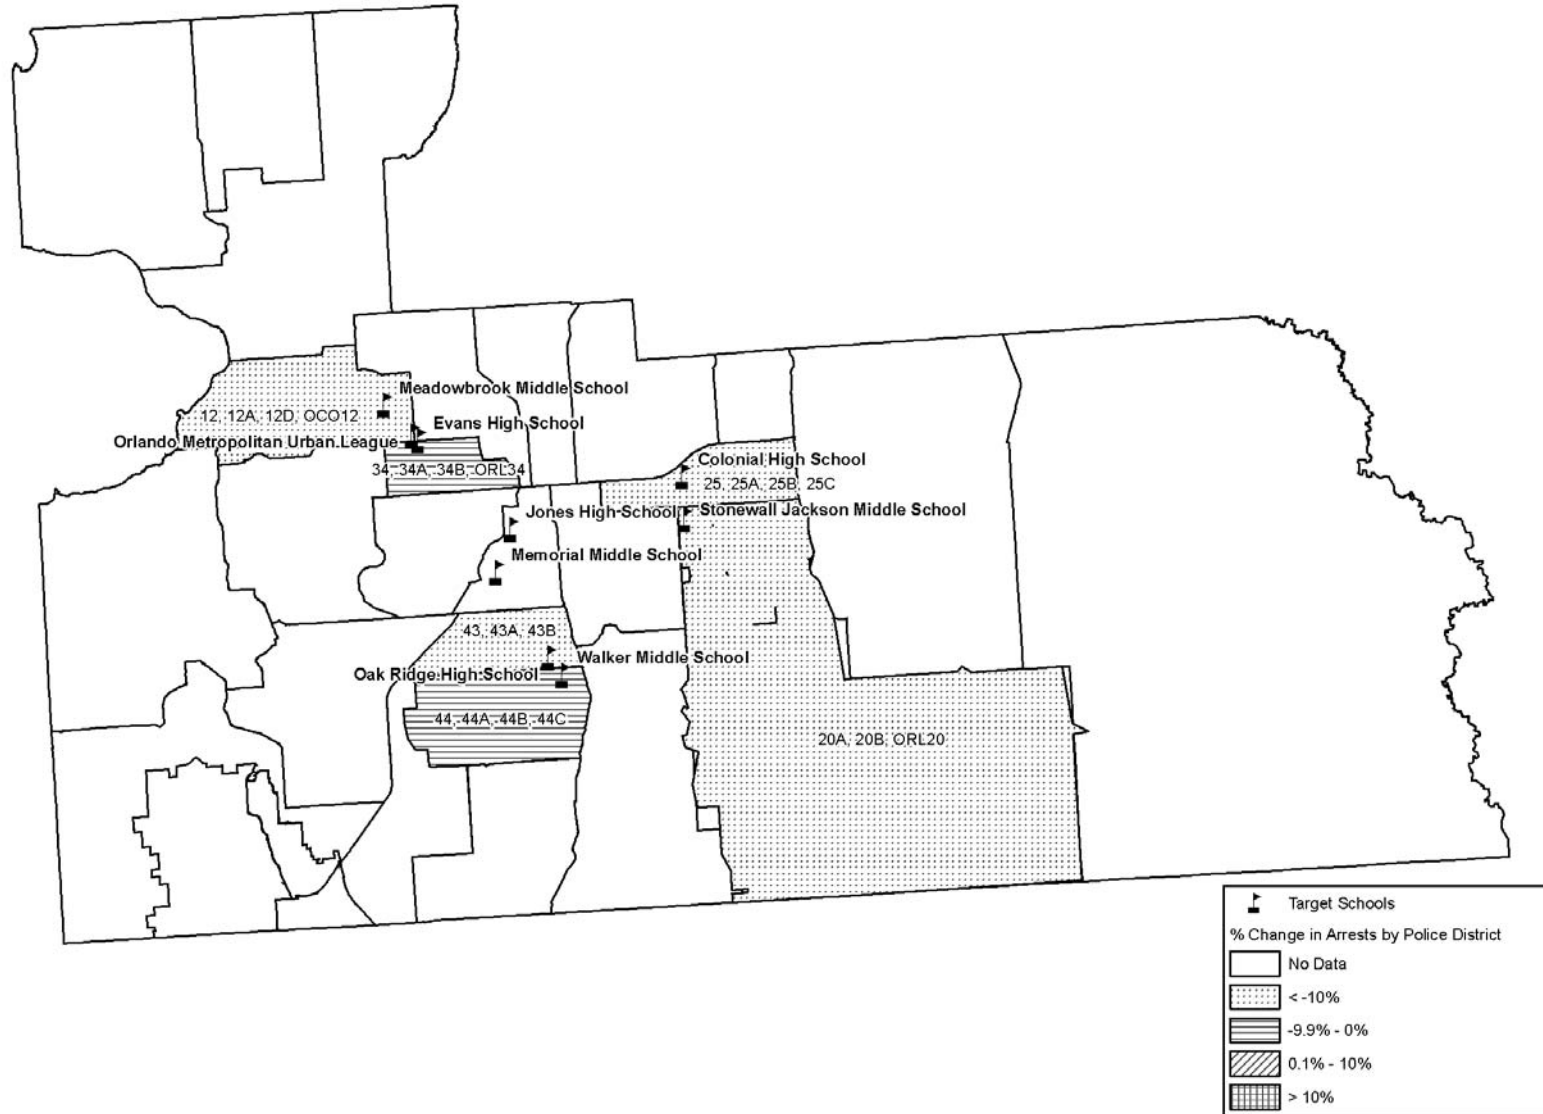 Meadowbrook Middle School
12, 12A, 12D, OCO12
Evans High School
Orlando Metropolitan Urban League
34, 34A, 34B, ORL34
Colonial High School
25, 25A, 25B, 25C
Jones High School
Stonewall Jackson Middle School
Memorial Middle School
43, 43A, 43B
Walker Middle School
Oak Ridge High School
44, 44A, 44B, 44C
20A, 20B, ORL20
Target Schools
% Change in Arrests by Police District
No Data
< -10%
-9.9% - 0%
0.1% - 10%
> 10%